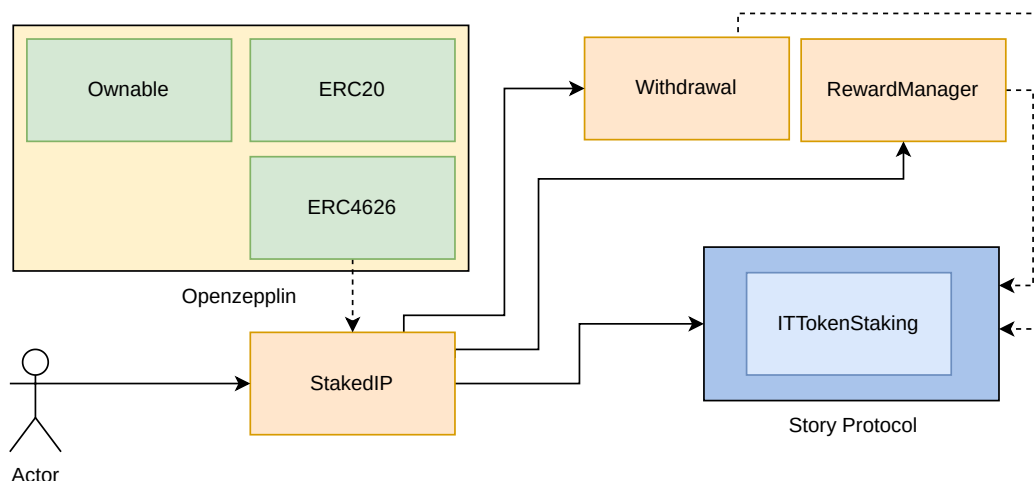 Ownable
ERC20
Withdrawal
RewardManager
ERC4626
Openzepplin
ITTokenStaking
StakedIP
Story Protocol
Actor